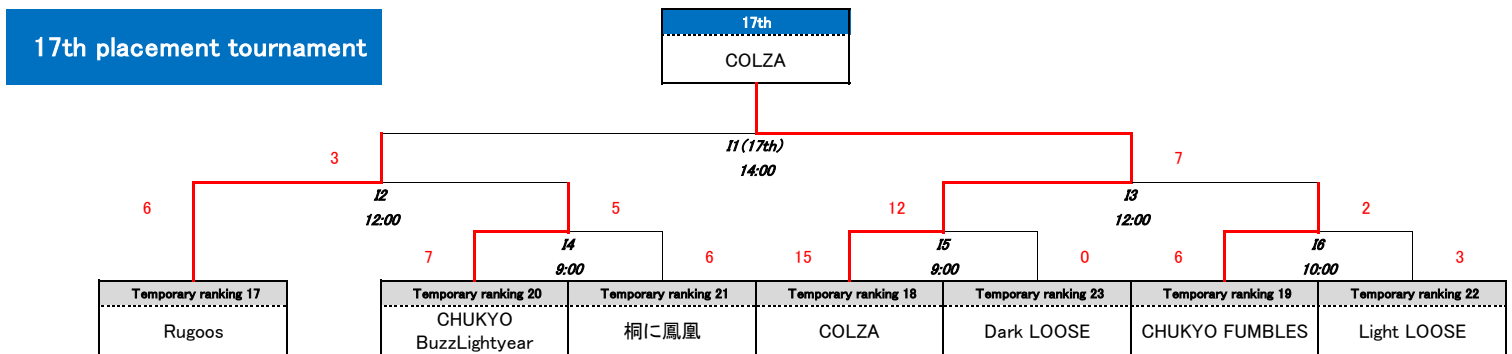 17th placement tournament
17th
COLZA
I1(17th)
14:00
3
7
I2
12:00
I3
12:00
6
5
12
2
I4
9:00
I5
9:00
I6
10:00
7
6
15
0
6
3
Temporary ranking 17
Temporary ranking 20
Temporary ranking 21
Temporary ranking 18
Temporary ranking 23
Temporary ranking 19
Temporary ranking 22
Rugoos
CHUKYO
BuzzLightyear
桐に鳳凰
COLZA
Dark LOOSE
CHUKYO FUMBLES
Light LOOSE